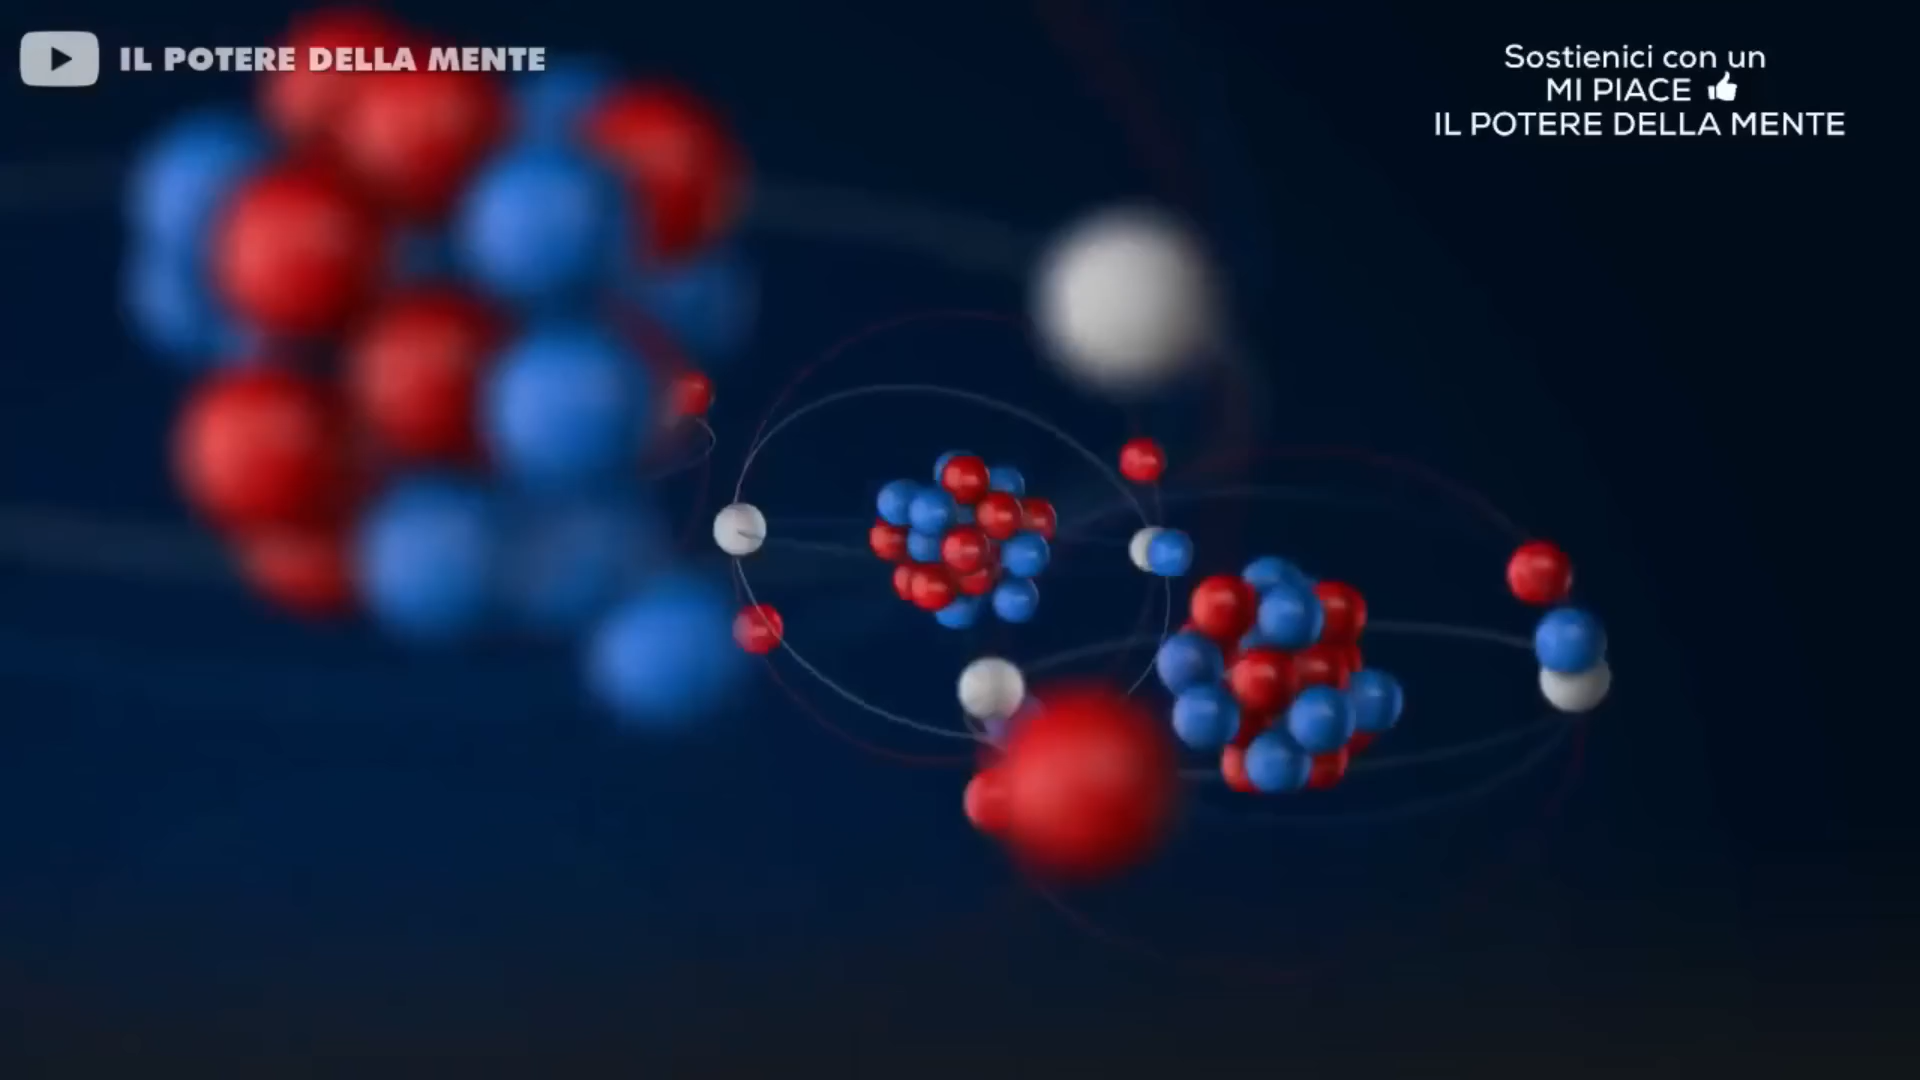 IL POTERE DELLA MENTE
Sostienici con un
MI PIACE 👍
IL POTERE DELLA MENTE